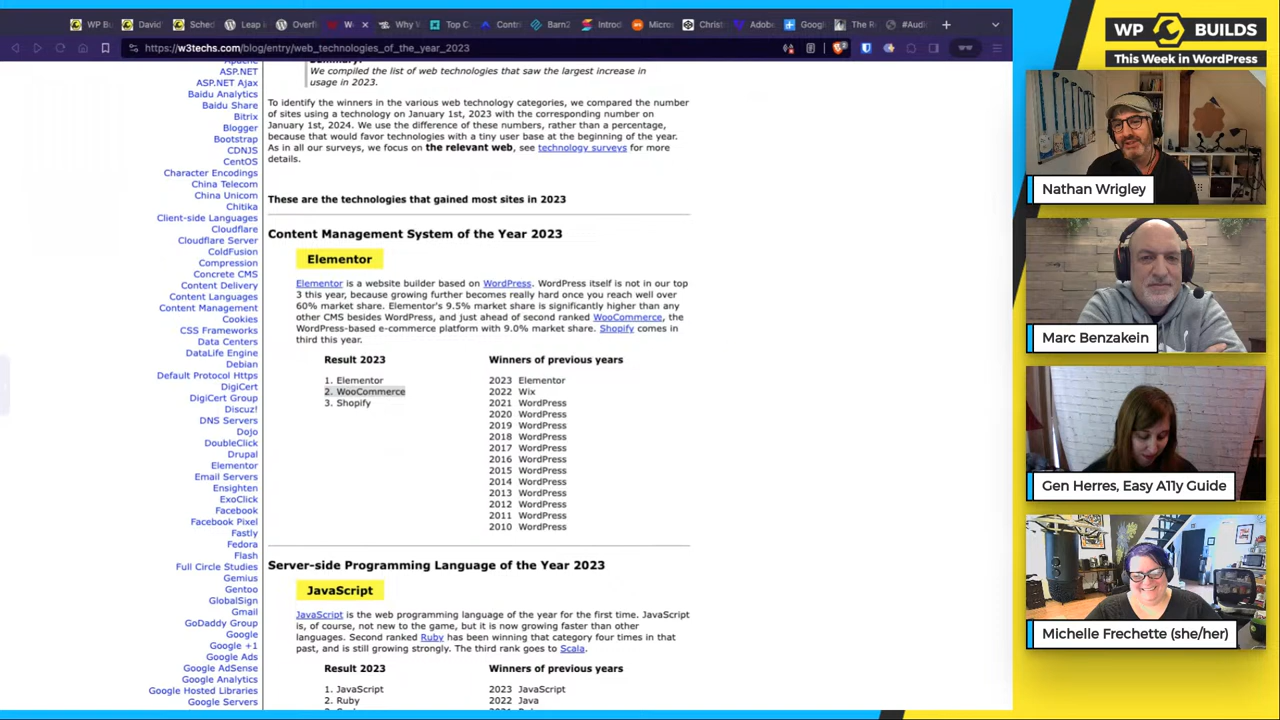 WP Bu
David'
Sched
Leap i
Overfl
W
Why V
Top C
Contr
Barn2
Introd
Micro
Christ
Adob
Googl
The R
#Audi
https://w3techs.com/blog/entry/web_technologies_of_the_year_2023
Apache
ASP.NET
ASP.NET Ajax
Baidu Analytics
Baidu Share
Bitrix
Blogger
Bootstrap
CDNJS
CentOS
Character Encodings
China Telecom
China Unicom
Chitika
Client-side Languages
Cloudflare
Cloudflare Server
ColdFusion
Compression
Concrete CMS
Content Delivery
Content Languages
Content Management
Cookies
CSS Frameworks
Data Centers
DataLife Engine
Debian
Default Protocol Https
DigiCert
DigiCert Group
Discuz!
DNS Servers
Dojo
DoubleClick
Drupal
Elementor
Email Servers
Ensighten
ExoClick
Facebook
Facebook Pixel
Fastly
Fedora
Flash
Full Circle Studies
Gemius
Gentoo
GlobalSign
Gmail
GoDaddy Group
Google
Google +1
Google Ads
Google AdSense
Google Analytics
Google Hosted Libraries
Google Servers
Summary:
We compiled the list of web technologies that saw the largest increase in
usage in 2023.
To identify the winners in the various web technology categories, we compared the number
of sites using a technology on January 1st, 2023 with the corresponding number on
January 1st, 2024. We use the difference of these numbers, rather than a percentage,
because that would favor technologies with a tiny user base at the beginning of the year.
As in all our surveys, we focus on the relevant web, see technology surveys for more
details.
These are the technologies that gained most sites in 2023
Content Management System of the Year 2023
Elementor
Elementor is a website builder based on WordPress. WordPress itself is not in our top
3 this year, because growing further becomes really hard once you reach well over
60% market share. Elementor's 9.5% market share is significantly higher than any
other CMS besides WordPress, and just ahead of second ranked WooCommerce, the
WordPress-based e-commerce platform with 9.0% market share. Shopify comes in
third this year.
Result 2023
1. Elementor
2. WooCommerce
3. Shopify
Winners of previous years
2023 Elementor
2022 Wix
2021 WordPress
2020 WordPress
2019 WordPress
2018 WordPress
2017 WordPress
2016 WordPress
2015 WordPress
2014 WordPress
2013 WordPress
2012 WordPress
2011 WordPress
2010 WordPress
Server-side Programming Language of the Year 2023
JavaScript
JavaScript is the web programming language of the year for the first time. JavaScript
is, of course, not new to the game, but it is now growing faster than other
languages. Second ranked Ruby has been winning that category four times in that
past, and is still growing strongly. The third rank goes to Scala.
Result 2023
1. JavaScript
2. Ruby
Winners of previous years
2023 JavaScript
2022 Java
WP BUILDS
This Week in WordPress
Nathan Wrigley
Marc Benzakein
Gen Herres, Easy A11y Guide
Michelle Frechette (she/her)